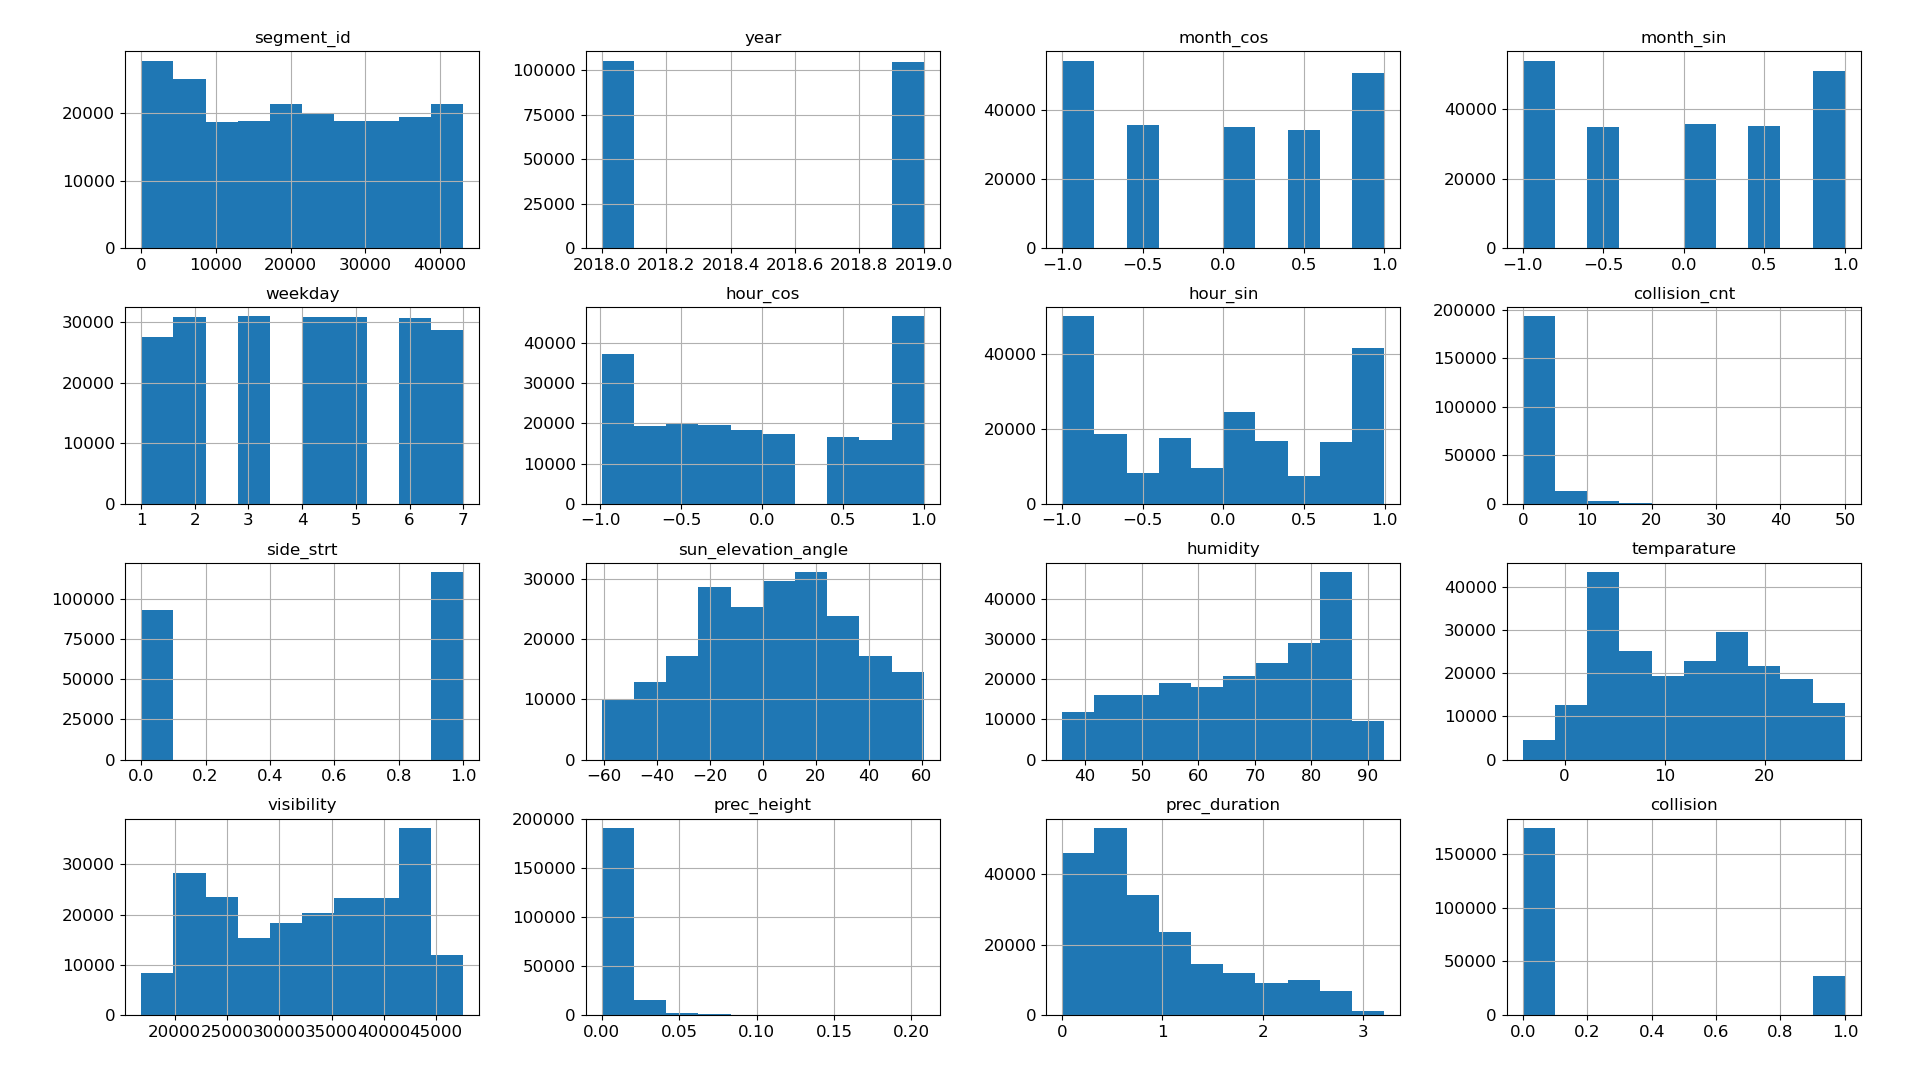 segment_id
20000
10000
0
0 10000 20000 30000 40000
year
100000
75000
50000
25000
0
2018.0 2018.2 2018.4 2018.6 2018.8 2019.0
month_cos
40000
20000
0
−1.0 −0.5 0.0 0.5 1.0
month_sin
40000
20000
0
−1.0 −0.5 0.0 0.5 1.0
weekday
30000
20000
10000
0
1 2 3 4 5 6 7
hour_cos
40000
30000
20000
10000
0
−1.0 −0.5 0.0 0.5 1.0
hour_sin
40000
20000
0
−1.0 −0.5 0.0 0.5 1.0
collision_cnt
200000
150000
100000
50000
0
0 10 20 30 40 50
side_strt
100000
75000
50000
25000
0
0.0 0.2 0.4 0.6 0.8 1.0
sun_elevation_angle
30000
20000
10000
0
−60 −40 −20 0 20 40 60
humidity
40000
30000
20000
10000
0
40 50 60 70 80 90
temparature
40000
30000
20000
10000
0
0 10 20
visibility
30000
20000
10000
0
20000 25000 30000 35000 40000 45000
prec_height
200000
150000
100000
50000
0
0.00 0.05 0.10 0.15 0.20
prec_duration
40000
20000
0
0 1 2 3
collision
150000
100000
50000
0
0.0 0.2 0.4 0.6 0.8 1.0